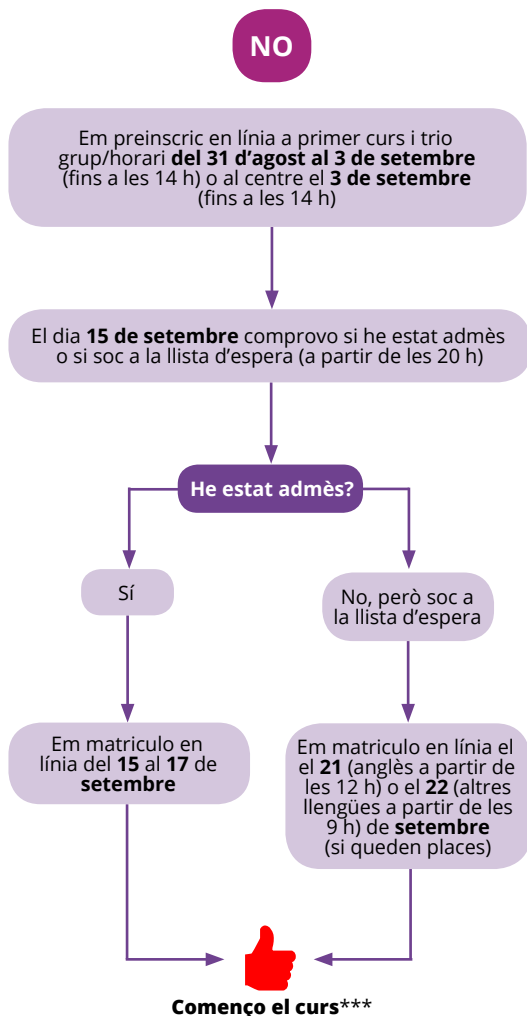 NO
Em preinscric en línia a primer curs i trio
grup/horari del 31 d’agost al 3 de setembre
(fins a les 14 h) o al centre el 3 de setembre
(fins a les 14 h)
El dia 15 de setembre comprovo si he estat admès
o si soc a la llista d’espera (a partir de les 20 h)
He estat admès?
Sí
No, però soc a
la llista d’espera
Em matriculo en
línia del 15 al 17 de
setembre
Em matriculo en línia el
el 21 (anglès a partir de
les 12 h) o el 22 (altres
llengües a partir de les
9 h) de setembre
(si queden places)
Començo el curs***